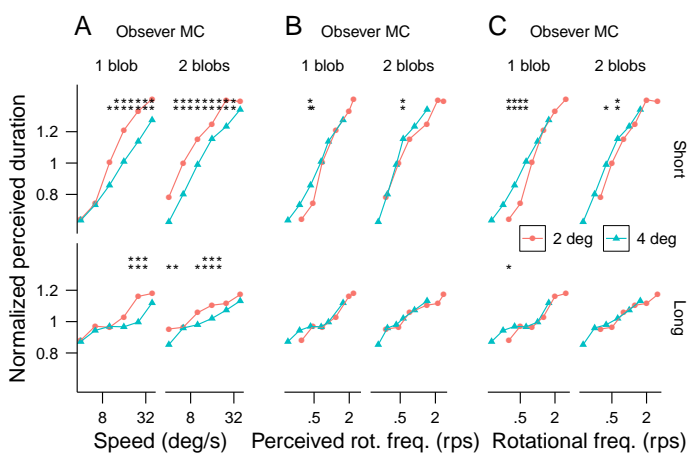 A
B
C
Obsever MC
Obsever MC
Obsever MC
1 blob
2 blobs
1 blob
2 blobs
1 blob
2 blobs
Normalized perceived duration
1.2
1
0.8
Short
2 deg
4 deg
1.2
1
0.8
Long
8
32
8
32
.5
2
.5
2
.5
2
.5
2
Speed (deg/s)
Perceived rot. freq. (rps)
Rotational freq. (rps)